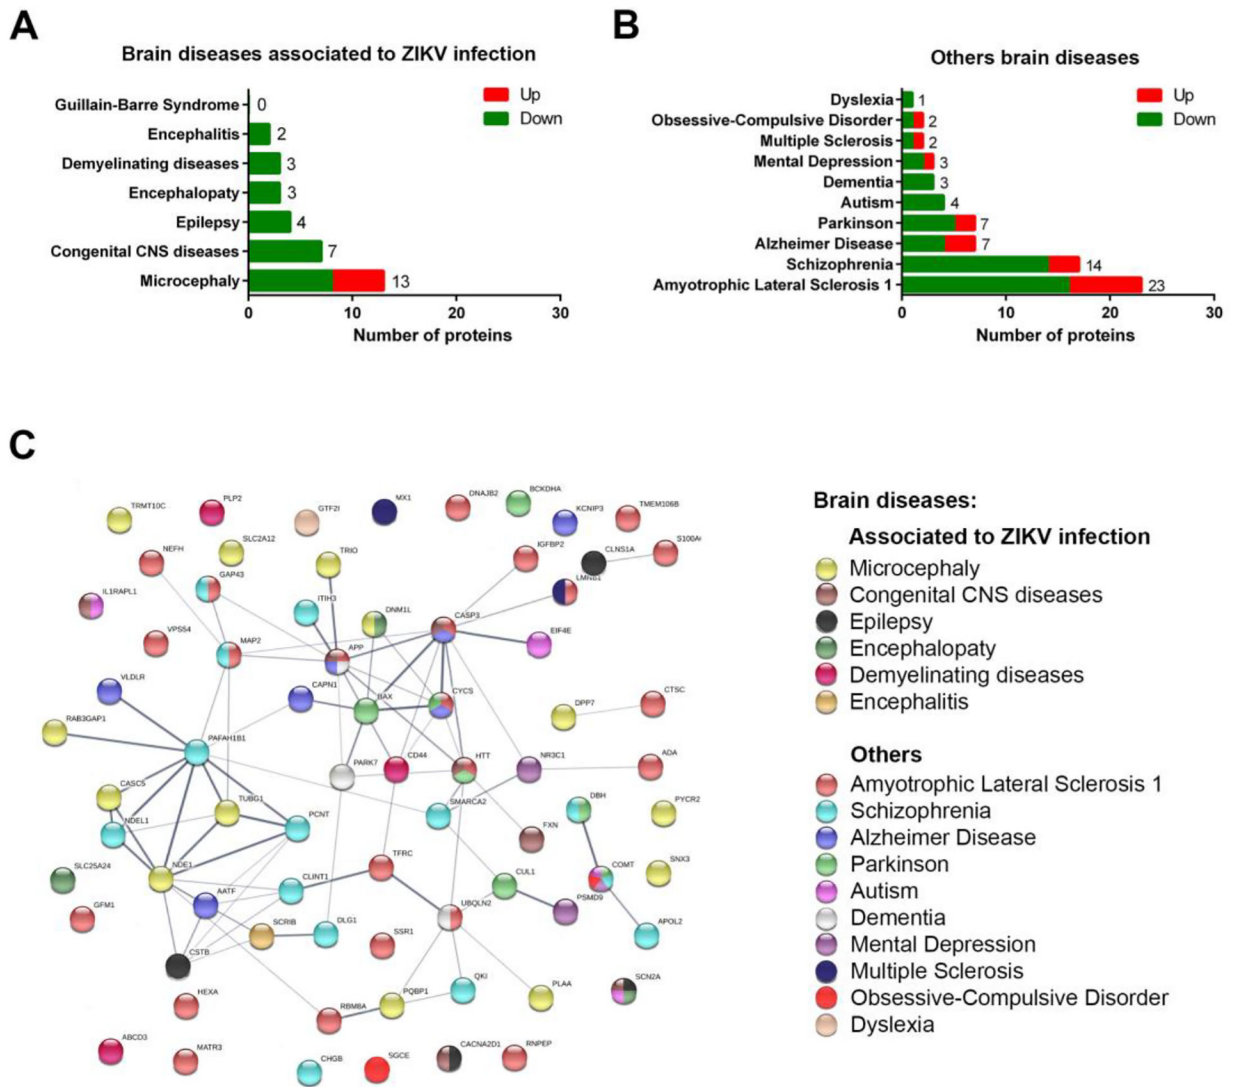 A
Brain diseases associated to ZIKV infection
Up
Down
Guillain-Barre Syndrome 0
Encephalitis 2
Demyelinating diseases 3
Encephalopaty 3
Epilepsy 4
Congenital CNS diseases 7
Microcephaly 13
0 10 20 30
Number of proteins
B
Others brain diseases
Up
Down
Dyslexia 1
Obsessive-Compulsive Disorder 2
Multiple Sclerosis 2
Mental Depression 3
Dementia 3
Autism 4
Parkinson 7
Alzheimer Disease 7
Schizophrenia 14
Amyotrophic Lateral Sclerosis 1 23
0 10 20 30
Number of proteins
C
TRMT10C
PLP2
GTF2I
MX1
DNAJB2
BCKDHA
KCNIP3
TMEM106B
NEFH
SLC2A12
TRIO
IGFBP2
CLNS1A
S100A
GAP43
IL1RAPL1
ITIH3
DNM1L
CASP3
LMNB1
EIF4E
VPS54
MAP2
APP
VLDLR
CAPN1
BAX
CYCS
DPP7
CTSC
RAB3GAP1
PAFAH1B1
PARK7
CD44
HTT
NR3C1
ADA
CASC5
TUBG1
NDEL1
PCNT
SMARCA2
DBH
PYCR2
FXN
SLC25A24
NDE1
CLINT1
TFRC
CUL1
COMT
SNX3
AATF
GFM1
SCRIB
DLG1
UBQLN2
PSMD9
APOL2
SSR1
CSTB
HEXA
RBM8A
PQBP1
QKI
PLAA
SCN2A
ABCD3
MATR3
CHGB
SGCE
CACNA2D1
RNPEP
Brain diseases:
Associated to ZIKV infection
Microcephaly
Congenital CNS diseases
Epilepsy
Encephalopaty
Demyelinating diseases
Encephalitis
Others
Amyotrophic Lateral Sclerosis 1
Schizophrenia
Alzheimer Disease
Parkinson
Autism
Dementia
Mental Depression
Multiple Sclerosis
Obsessive-Compulsive Disorder
Dyslexia